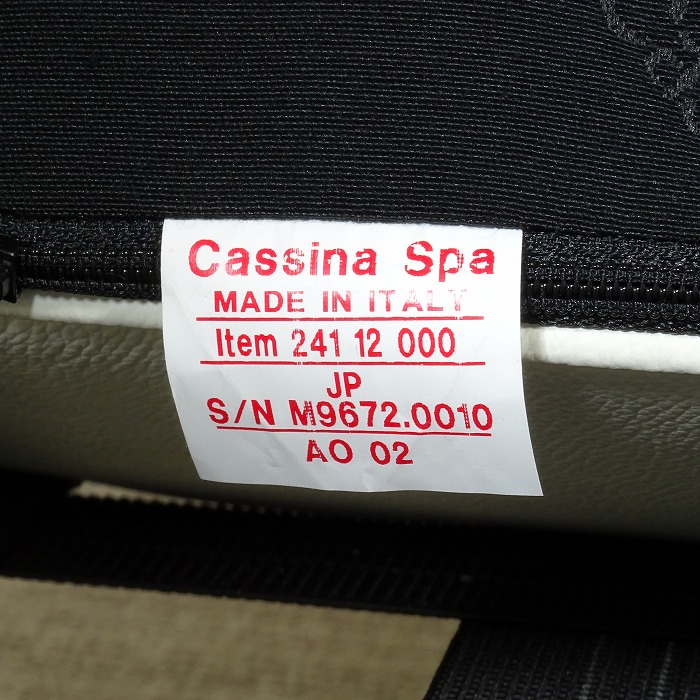 Cassina Spa
MADE IN ITALY
Item 241 12 000
JP
S/N M9672.0010
AO 02